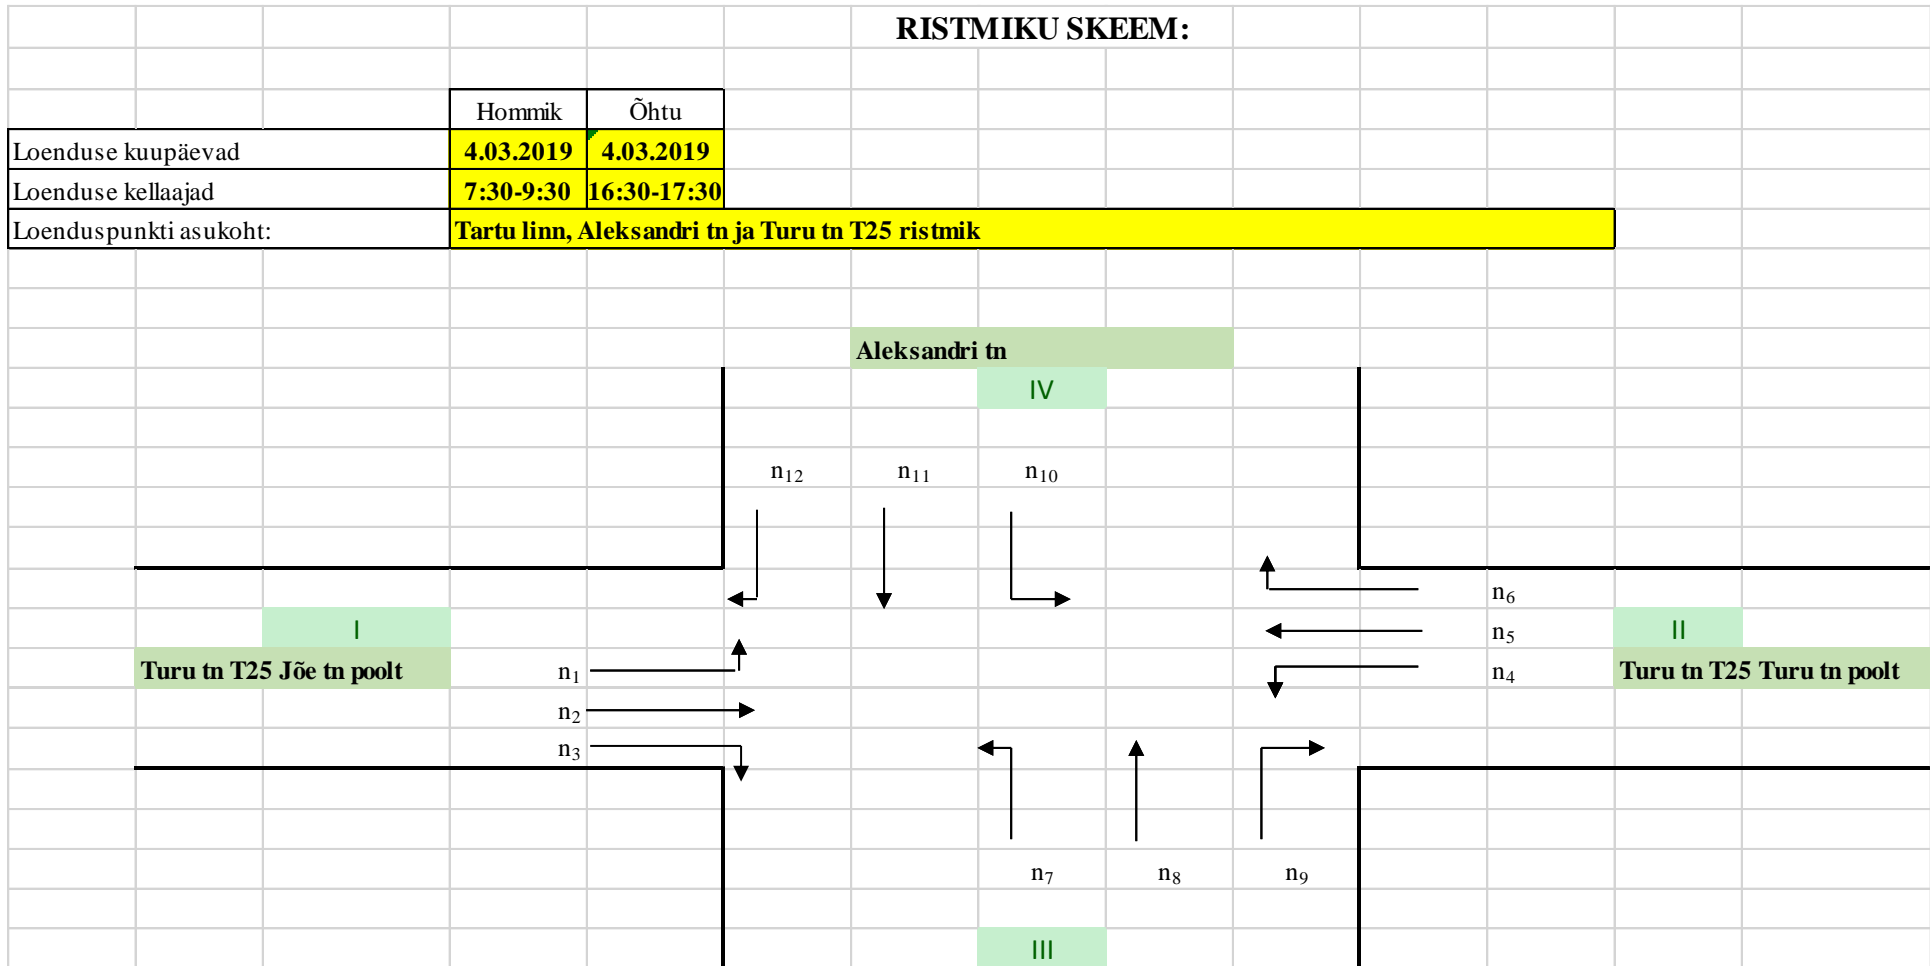 RISTMIKU SKEEM:
Hommik Õhtu
Loenduse kuupäevad 4.03.2019 4.03.2019
Loenduse kellaajad 7:30-9:30 16:30-17:30
Loenduspunkti asukoht: Tartu linn, Aleksandri tn ja Turu tn T25 ristmik
Aleksandri tn
IV
n12 n11 n10
n6
I n5 II
Turu tn T25 Jõe tn poolt n1 n4 Turu tn T25 Turu tn poolt
n2
n3
n7 n8 n9
III